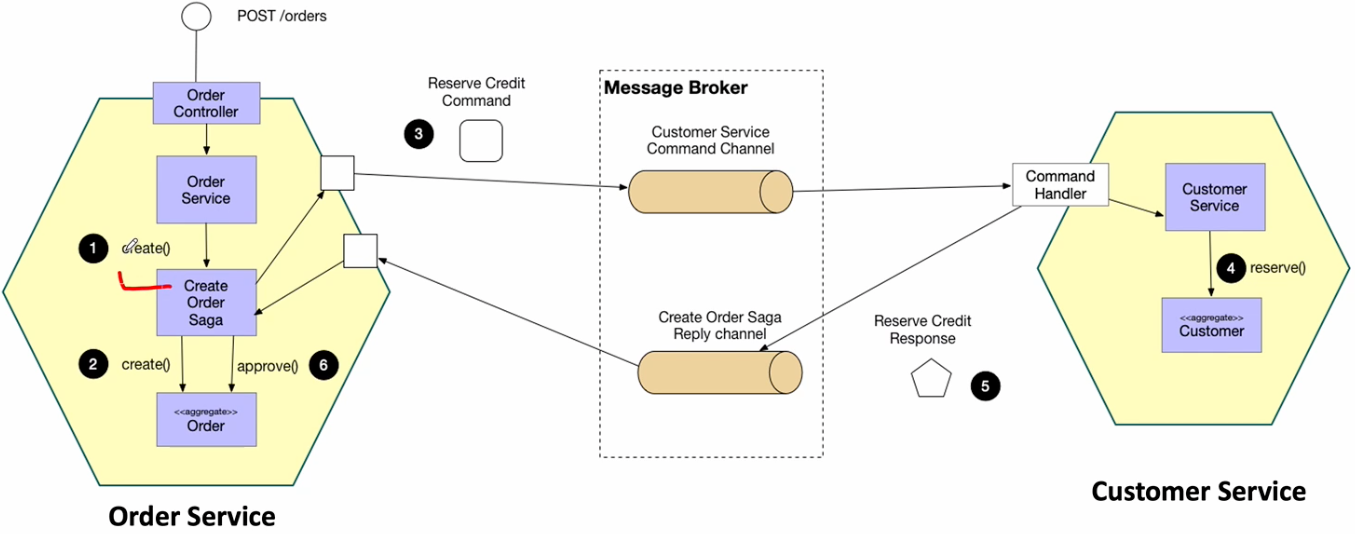 POST /orders
Order
Controller
Order
Service
1
create()
Create
Order
Saga
2
create()
approve()
6
<<aggregate>>
Order
Order Service
Reserve Credit
Command
3
Message Broker
Customer Service
Command Channel
Create Order Saga
Reply channel
Reserve Credit
Response
5
Command
Handler
Customer
Service
4
reserve()
<<aggregate>>
Customer
Customer Service